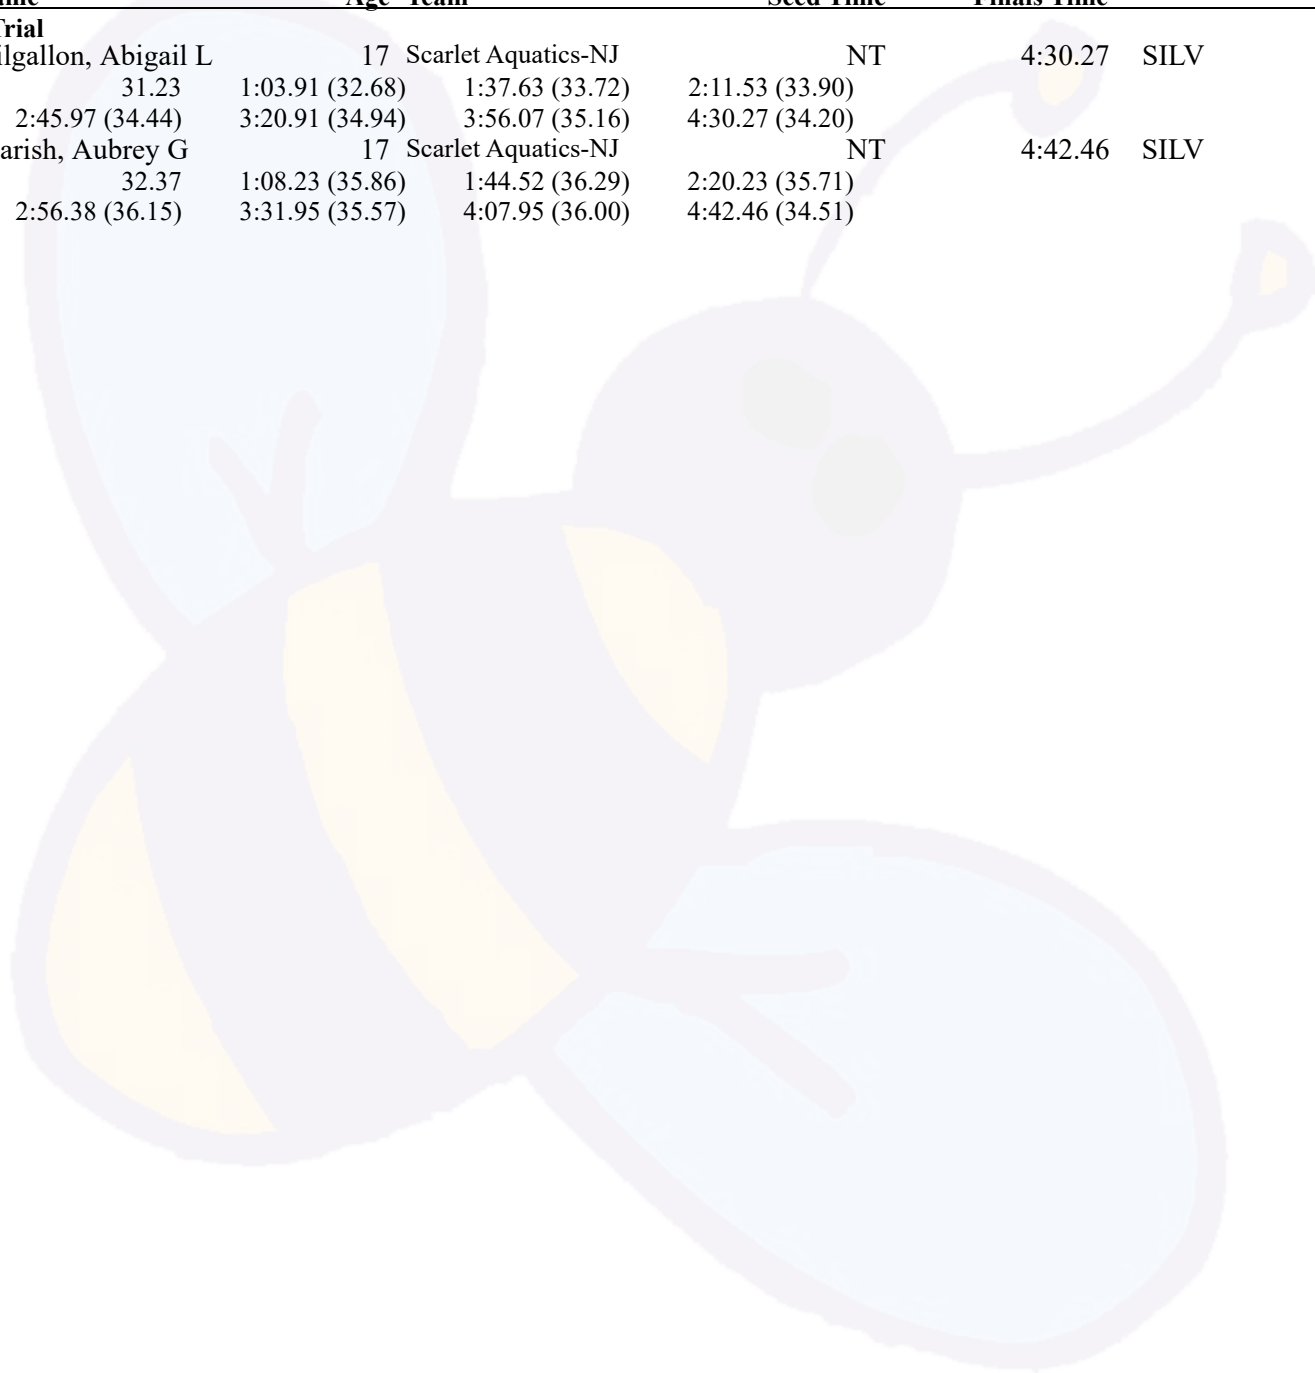 Age Team Seed Time Finals Time
Trial
ilgallon, Abigail L 17 Scarlet Aquatics-NJ NT 4:30.27 SILV
31.23 1:03.91 (32.68) 1:37.63 (33.72) 2:11.53 (33.90)
2:45.97 (34.44) 3:20.91 (34.94) 3:56.07 (35.16) 4:30.27 (34.20)
arish, Aubrey G 17 Scarlet Aquatics-NJ NT 4:42.46 SILV
32.37 1:08.23 (35.86) 1:44.52 (36.29) 2:20.23 (35.71)
2:56.38 (36.15) 3:31.95 (35.57) 4:07.95 (36.00) 4:42.46 (34.51)